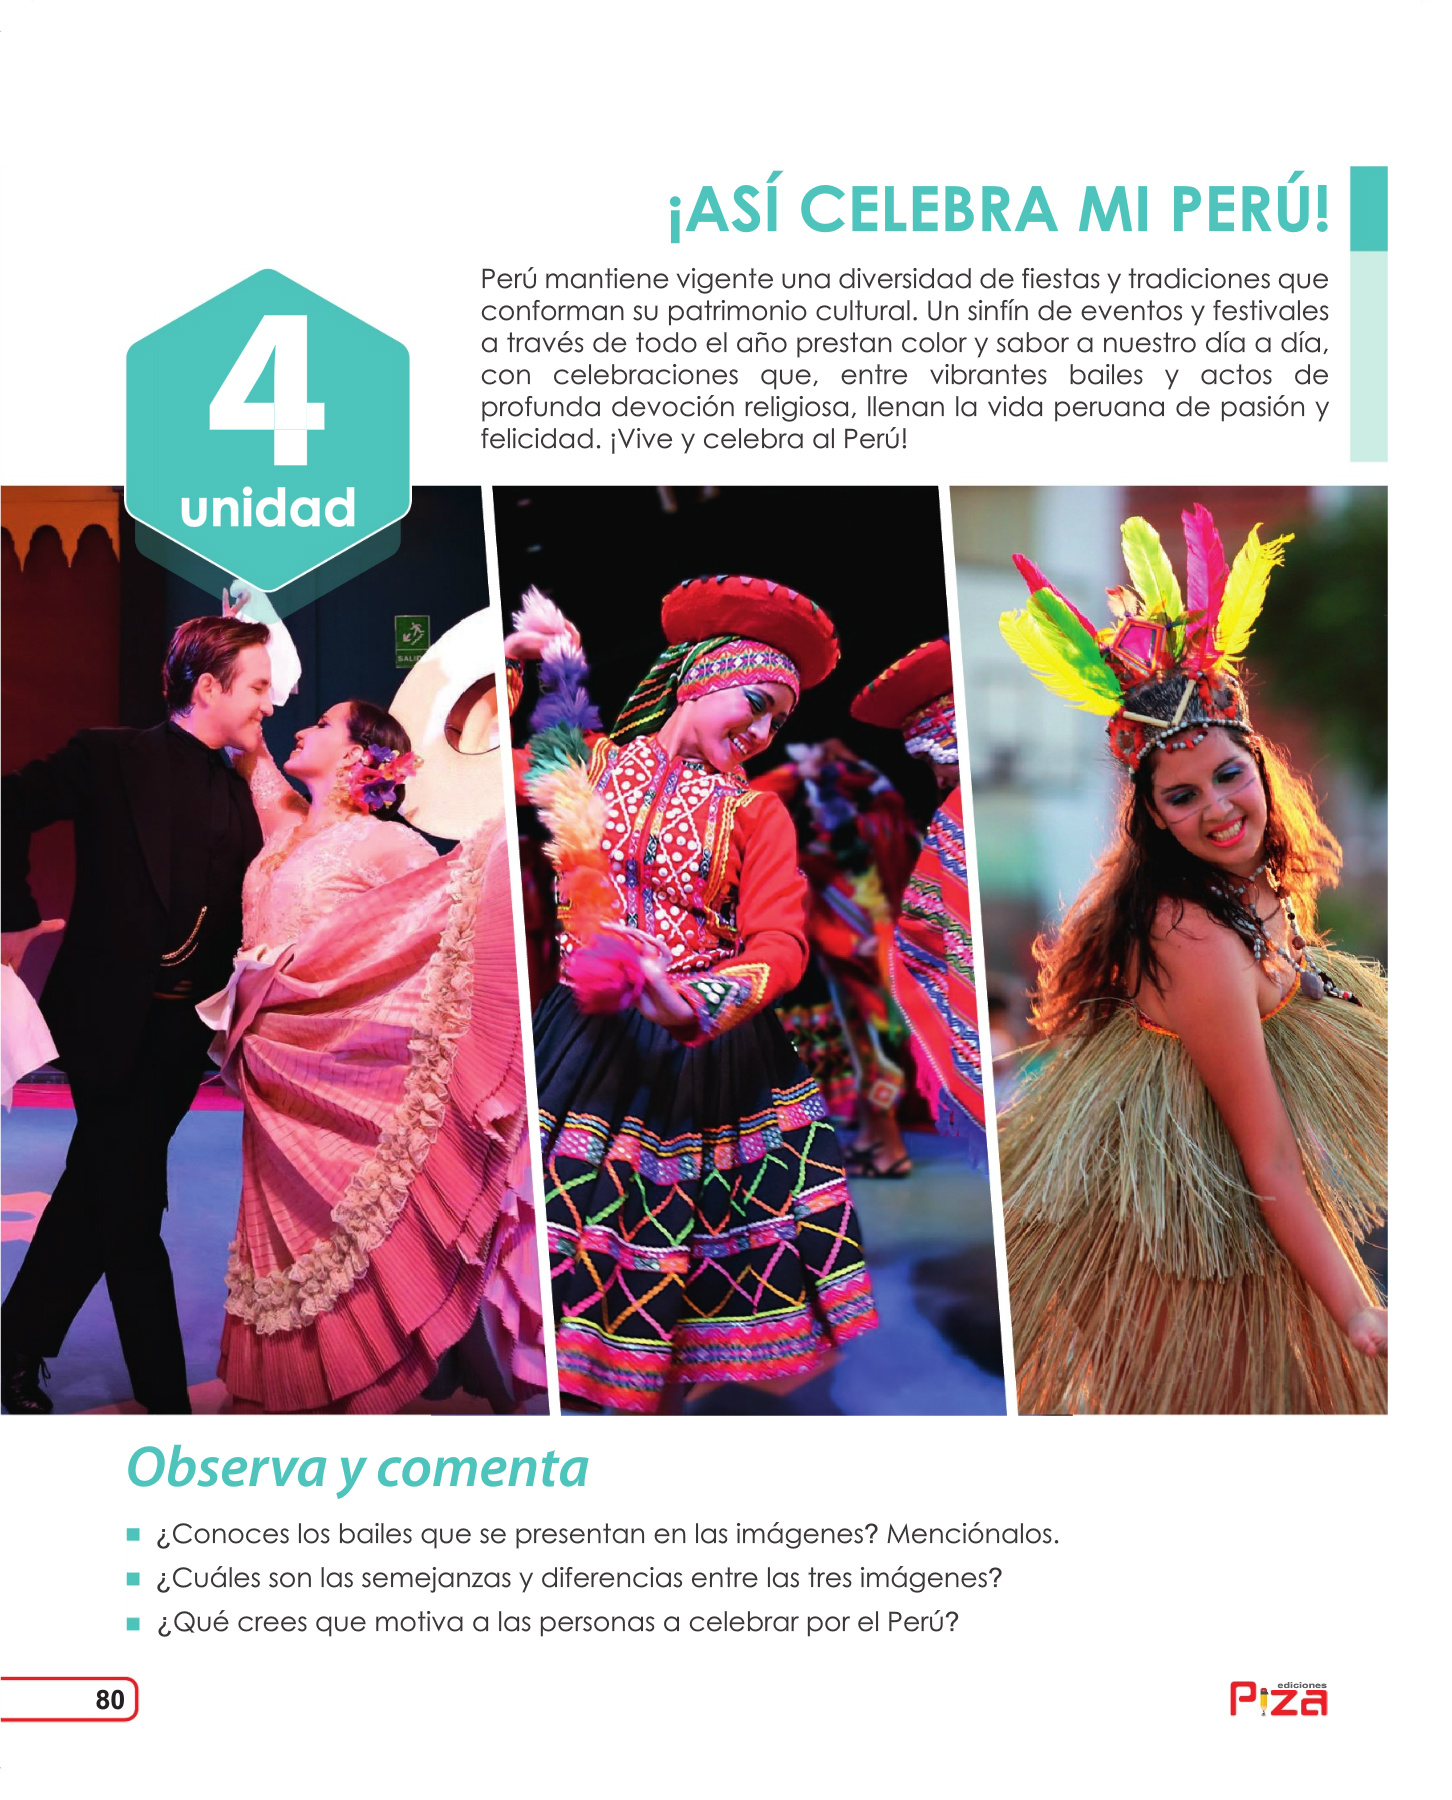 ¡ASÍ CELEBRA MI PERÚ!
Perú mantiene vigente una diversidad de fiestas y tradiciones que
conforman su patrimonio cultural. Un sinfín de eventos y festivales
a través de todo el año prestan color y sabor a nuestro día a día,
con celebraciones que, entre vibrantes bailes y actos de
profunda devoción religiosa, llenan la vida peruana de pasión y
felicidad. ¡Vive y celebra al Perú!
4
unidad
SALIDA
Observa y comenta
¿Conoces los bailes que se presentan en las imágenes? Menciónalos.
¿Cuáles son las semejanzas y diferencias entre las tres imágenes?
¿Qué crees que motiva a las personas a celebrar por el Perú?
80
ediciones
Piza